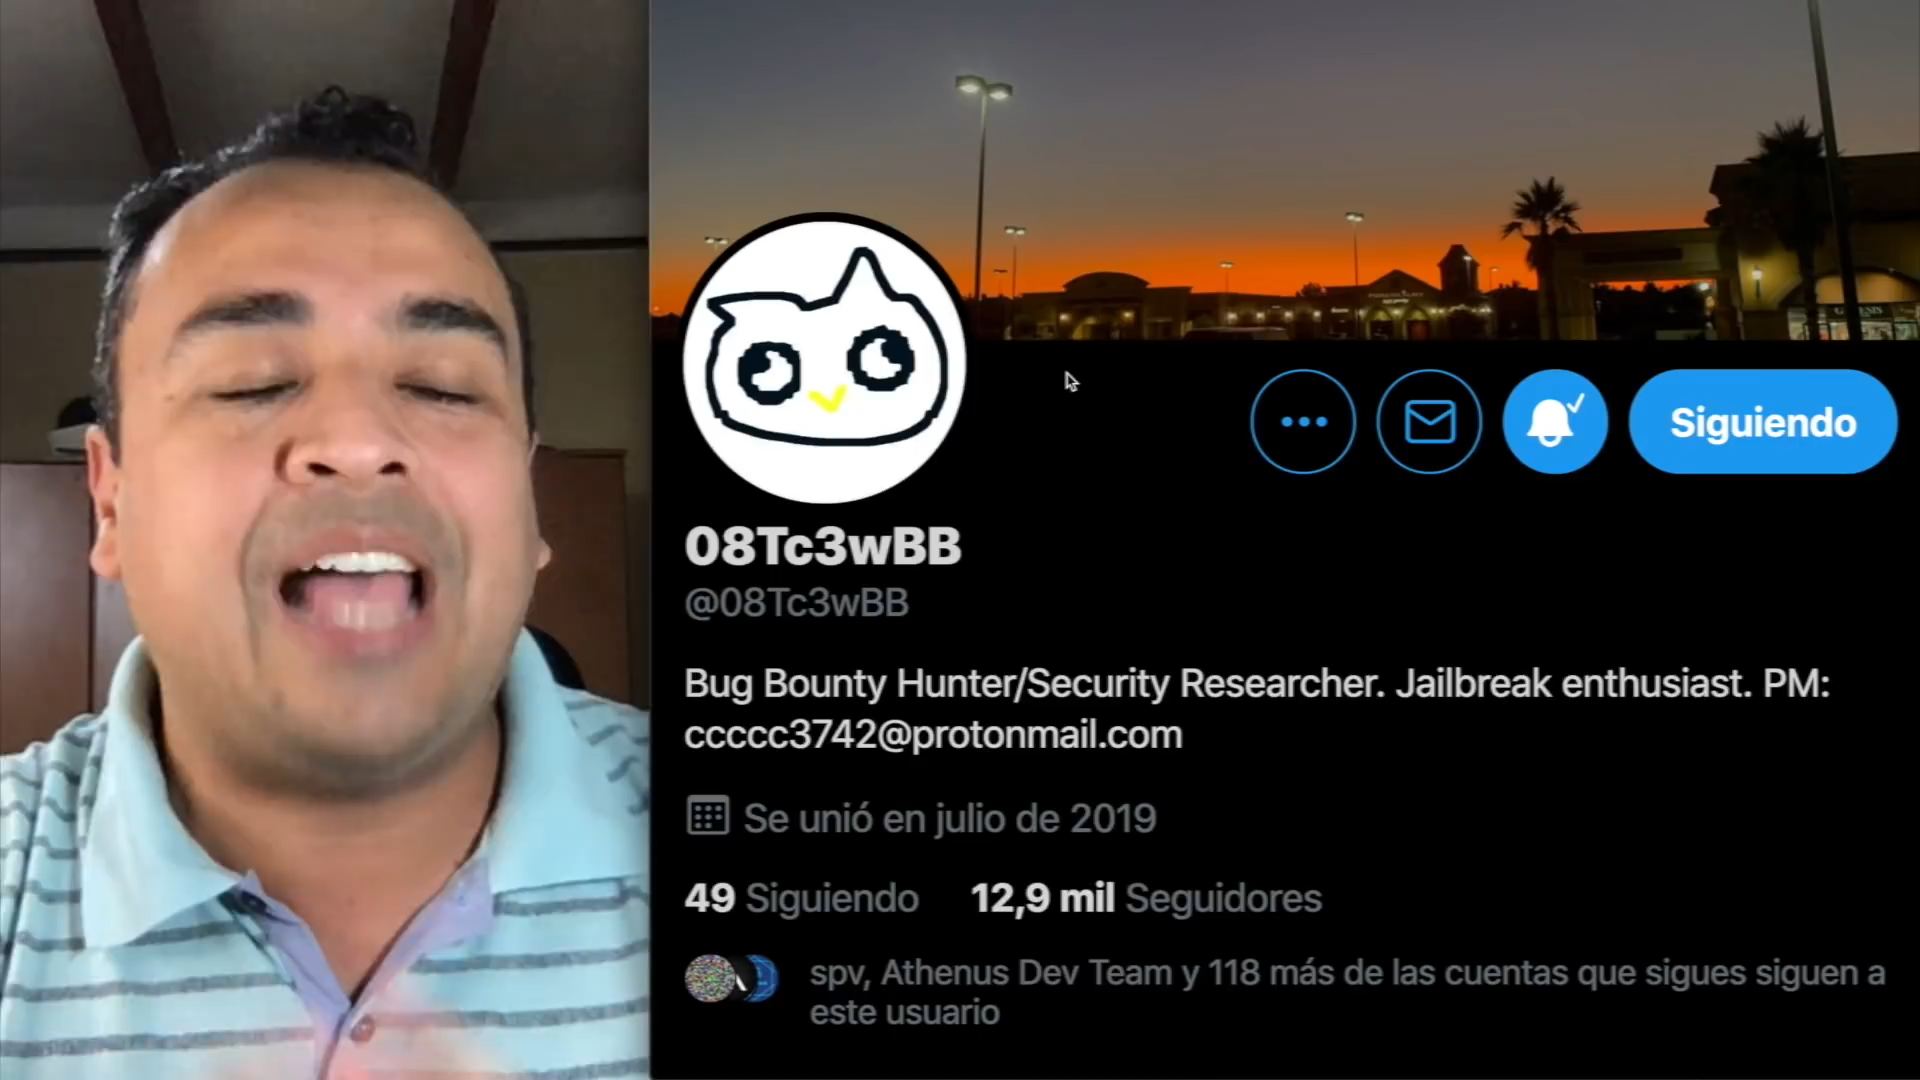 Siguiendo
08Tc3wBB
@08Tc3wBB
Bug Bounty Hunter/Security Researcher. Jailbreak enthusiast. PM:
ccccc3742@protonmail.com
Se unió en julio de 2019
49 Siguiendo 12,9 mil Seguidores
spv, Athenus Dev Team y 118 más de las cuentas que sigues siguen a
este usuario